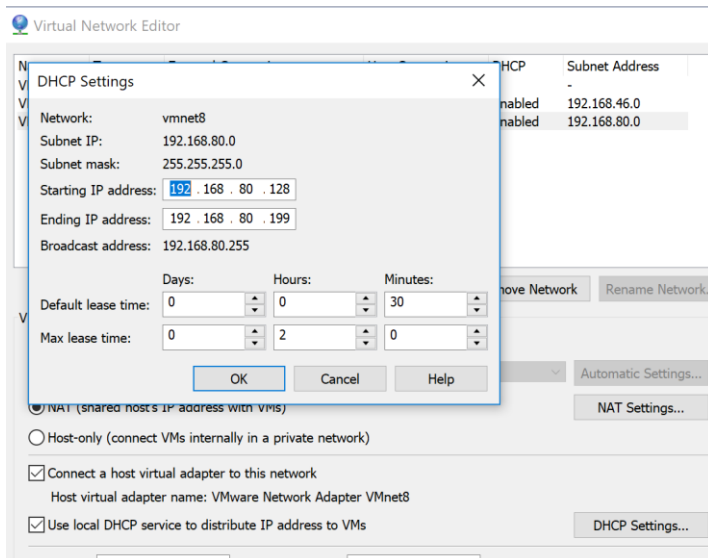 Virtual Network Editor
DHCP Subnet Address
DHCP Settings
-
192.168.46.0
192.168.80.0
Network: vmnet8
Subnet IP: 192.168.80.0
Subnet mask: 255.255.255.0
Starting IP address: 192 . 168 . 80 . 128
Ending IP address: 192 . 168 . 80 . 199
Broadcast address: 192.168.80.255
Days: Hours: Minutes:
Default lease time: 0 0 30
Max lease time: 0 2 0
OK Cancel Help
Network Rename Network
Automatic Settings...
NAT (shared host's IP address with VMs)
NAT Settings...
Host-only (connect VMs internally in a private network)
Connect a host virtual adapter to this network
Host virtual adapter name: VMware Network Adapter VMnet8
Use local DHCP service to distribute IP address to VMs
DHCP Settings...